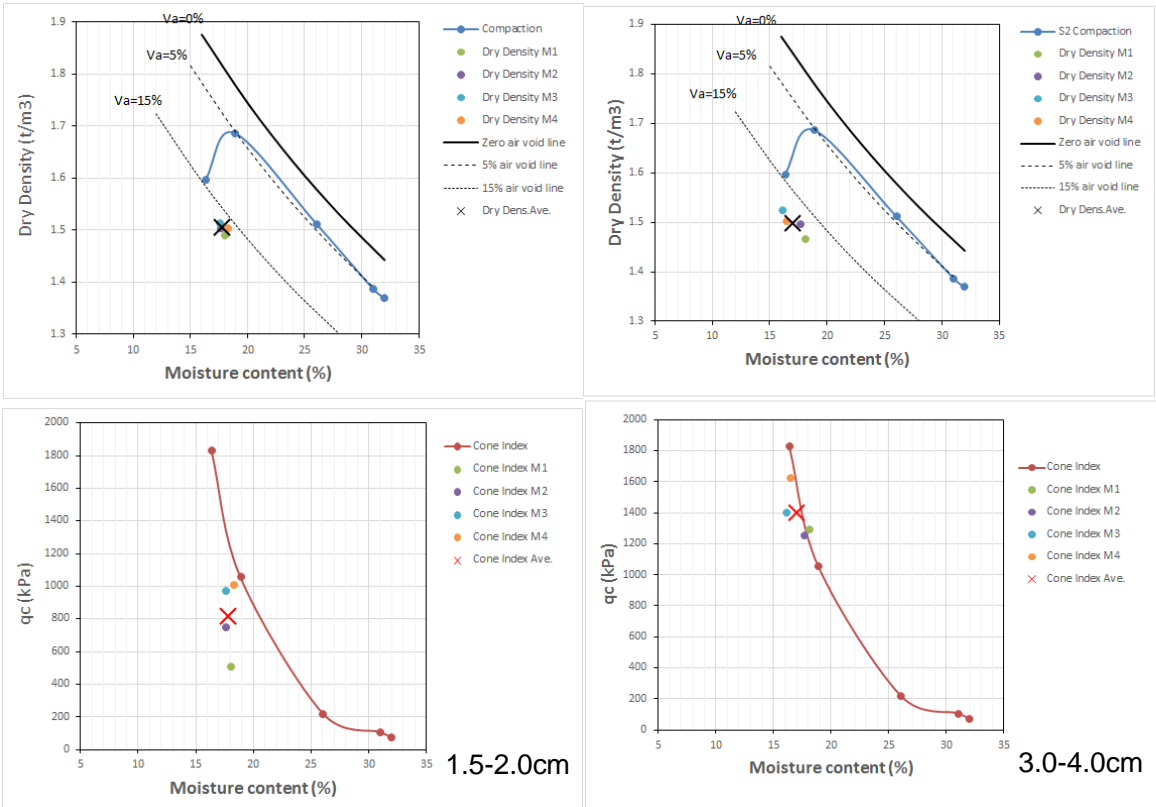 Va=0%
Va=5%
Va=15%
1.9
1.8
1.7
1.6
1.5
1.4
1.3
Dry Density (t/m3)
5
10
15
20
25
30
35
Moisture content (%)
Compaction
Dry Density M1
Dry Density M2
Dry Density M3
Dry Density M4
Zero air void line
5% air void line
15% air void line
Dry Dens.Ave.
Va=0%
Va=5%
Va=15%
1.9
1.8
1.7
1.6
1.5
1.4
1.3
Dry Density (t/m3)
5
10
15
20
25
30
35
Moisture content (%)
S2 Compaction
Dry Density M1
Dry Density M2
Dry Density M3
Dry Density M4
Zero air void line
5% air void line
15% air void line
Dry Dens.Ave.
2000
1800
1600
1400
1200
1000
800
600
400
200
0
qc (kPa)
5
10
15
20
25
30
35
Moisture content (%)
Cone Index
Cone Index M1
Cone Index M2
Cone Index M3
Cone Index M4
Cone Index Ave.
1.5-2.0cm
2000
1800
1600
1400
1200
1000
800
600
400
200
0
qc (kPa)
5
10
15
20
25
30
35
Moisture content (%)
Cone Index
Cone Index M1
Cone Index M2
Cone Index M3
Cone Index M4
Cone Index Ave.
3.0-4.0cm